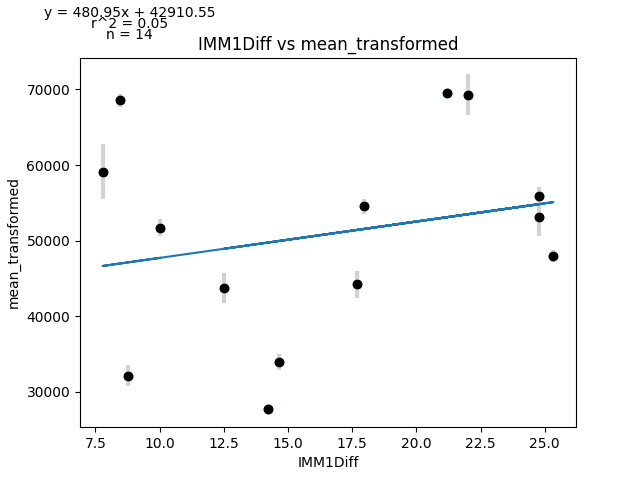 y = 480.95x + 42910.55
r^2 = 0.05
n = 14
IMM1Diff vs mean_transformed
mean_transformed
70000
60000
50000
40000
30000
7.5 10.0 12.5 15.0 17.5 20.0 22.5 25.0
IMM1Diff